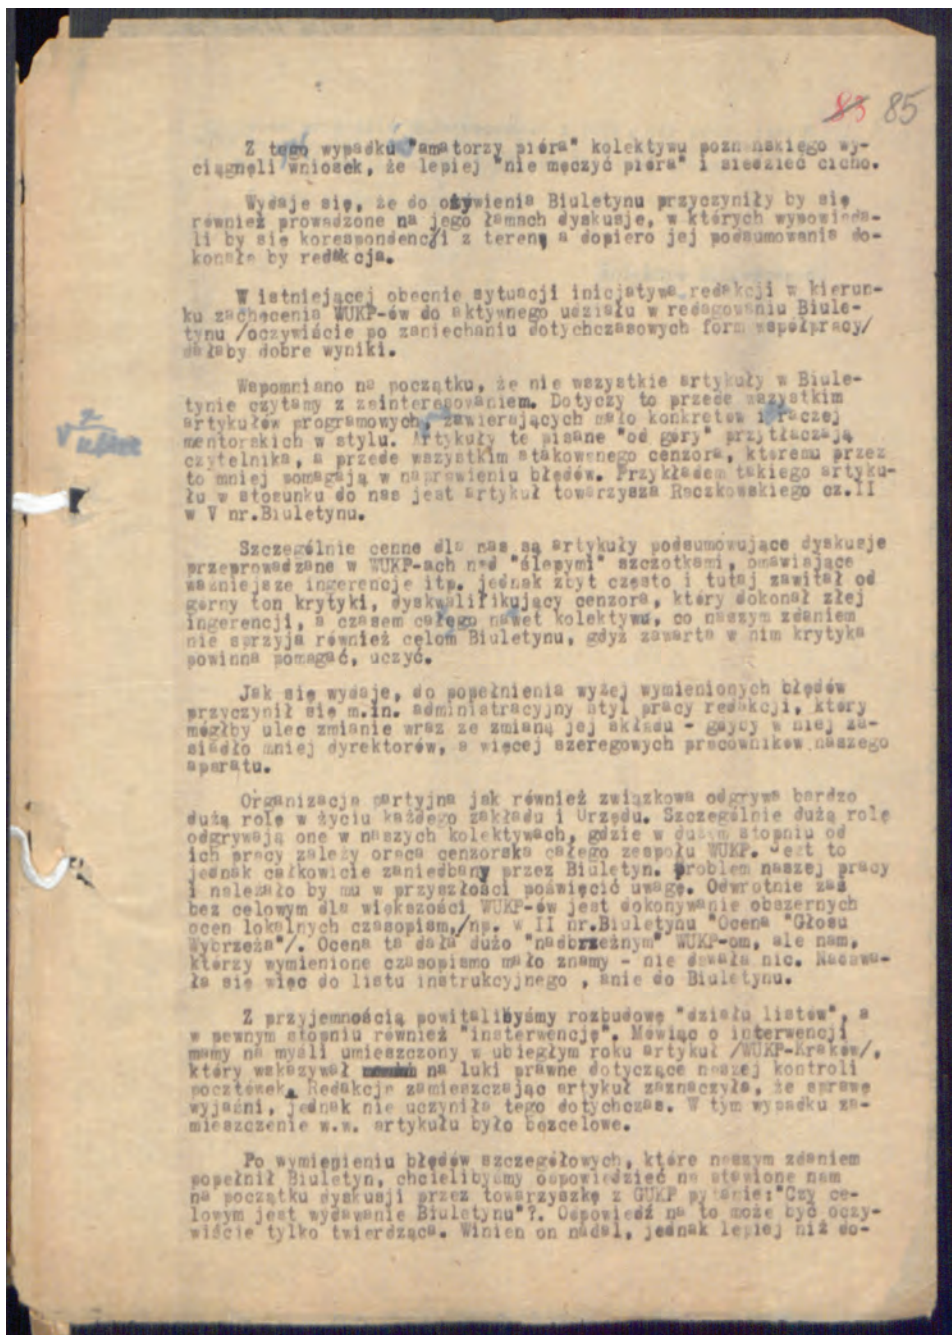 83 85
Z tego wypadku "amatorzy pióra" kolektywu poznańskiego wy-
ciągnęli wniosek, że lepiej "nie męczyć pióra" i siedzieć cicho.
Wydaje się, że do ożywienia Biuletynu przyczyniły by się
również prowadzone na jego łamach dyskusje, w których wypowieda-
li by się korespondencji z terenu a dopiero jej podsumowania do-
konała by redakcja.
W istniejącej obecnie sytuacji inicjatywa redakcji w kierun-
ku zachęcenia WUKP-ów do aktywnego udziału w redagowaniu Biule-
tynu /oczywiście po zaniechaniu dotychczasowych form współpracy/
dałaby dobre wyniki.
Wspomniano na początku, że nie wszystkie artykuły w Biule-
tynie czytamy z zainteresowaniem. Dotyczy to przede wszystkim
artykułów programowych, zawierających mało konkretów i raczej
mentorskich w stylu. Artykuły te pisane "od góry" przytłaczają
czytelnika, a przede wszystkim atakowanego cenzora, któremu przez
to mniej pomagają w naprawieniu błędów. Przykładem takiego artyku-
łu w stosunku do nas jest artykuł towarzysza Raczkowskiego cz.II
w V nr.Biuletynu.
Szczególnie cenne dla nas są artykuły podsumowujące dyskusje
przeprowadzane w WUKP-ach nad "ślepymi" szczotkami, omawiające
ważniejsze ingerencje itp. jednak zbyt często i tutaj zawitał od
górny ton krytyki, dyskwalifikujący cenzora, który dokonał złej
ingerencji, a czasem całego nawet kolektywu, co naszym zdaniem
nie sprzyja również celom Biuletynu, gdyż zawarta w nim krytyka
powinna pomagać, uczyć.
Jak się wydaje, do popełnienia wyżej wymienionych błędów
przyczynił się m.in. administracyjny styl pracy redakcji, który
mógłby ulec zmianie wraz ze zmianą jej składu - gdyby w niej za-
siadło mniej dyrektorów, a więcej szeregowych pracowników naszego
aparatu.
Organizacja partyjna jak również związkowa odgrywa bardzo
dużą rolę w życiu każdego zakładu i Urzędu. Szczególnie dużą rolę
odgrywają one w naszych kolektywach, gdzie w dużym stopniu od
ich pracy zależy praca cenzorska całego zespołu WUKP. Jest to
jednak całkowicie zaniedbany przez Biuletyn. problem naszej pracy
i należało by mu w przyszłości poświęcić uwagę. Odwrotnie zaś
bez celowym dla większości WUKP-ów jest dokonywanie obszernych
ocen lokalnych czasopism,/np. w II nr.Biuletynu "Ocena "Głosu
Wybrzeża"/. Ocena ta dała dużo "nadbrzeżnym" WUKP-om, ale nam,
którzy wymienione czasopismo mało znamy - nie dawała nic. Nadawa-
ła się więc do listu instrukcyjnego , anie do Biuletynu.
Z przyjemnością powitalibyśmy rozbudowę "działu listów", a
w pewnym stopniu również "insterwencję". Mówiąc o interwencji
mamy na myśli umieszczony w ubiegłym roku artykuł /WUKP-Kraków/,
który wskazywał na luki prawne dotyczące naszej kontroli
pocztówek. Redakcja zamieszczając artykuł zaznaczyła, że sprawę
wyjaśni, jednak nie uczyniła tego dotychczas. W tym wypadku za-
mieszczenie w.w. artykułu było bezcelowe.
Po wymienieniu błędów szczegółowych, które naszym zdaniem
popełnił Biuletyn, chcielibyśmy odpowiedzieć na stawione nam
na początku dyskusji przez towarzyszkę z GUKP pytanie:"Czy ce-
lowym jest wydawanie Biuletynu"?. Odpowiedź na to może być oczy-
wiście tylko twierdząca. Winien on nadal, jednak lepiej niż do-